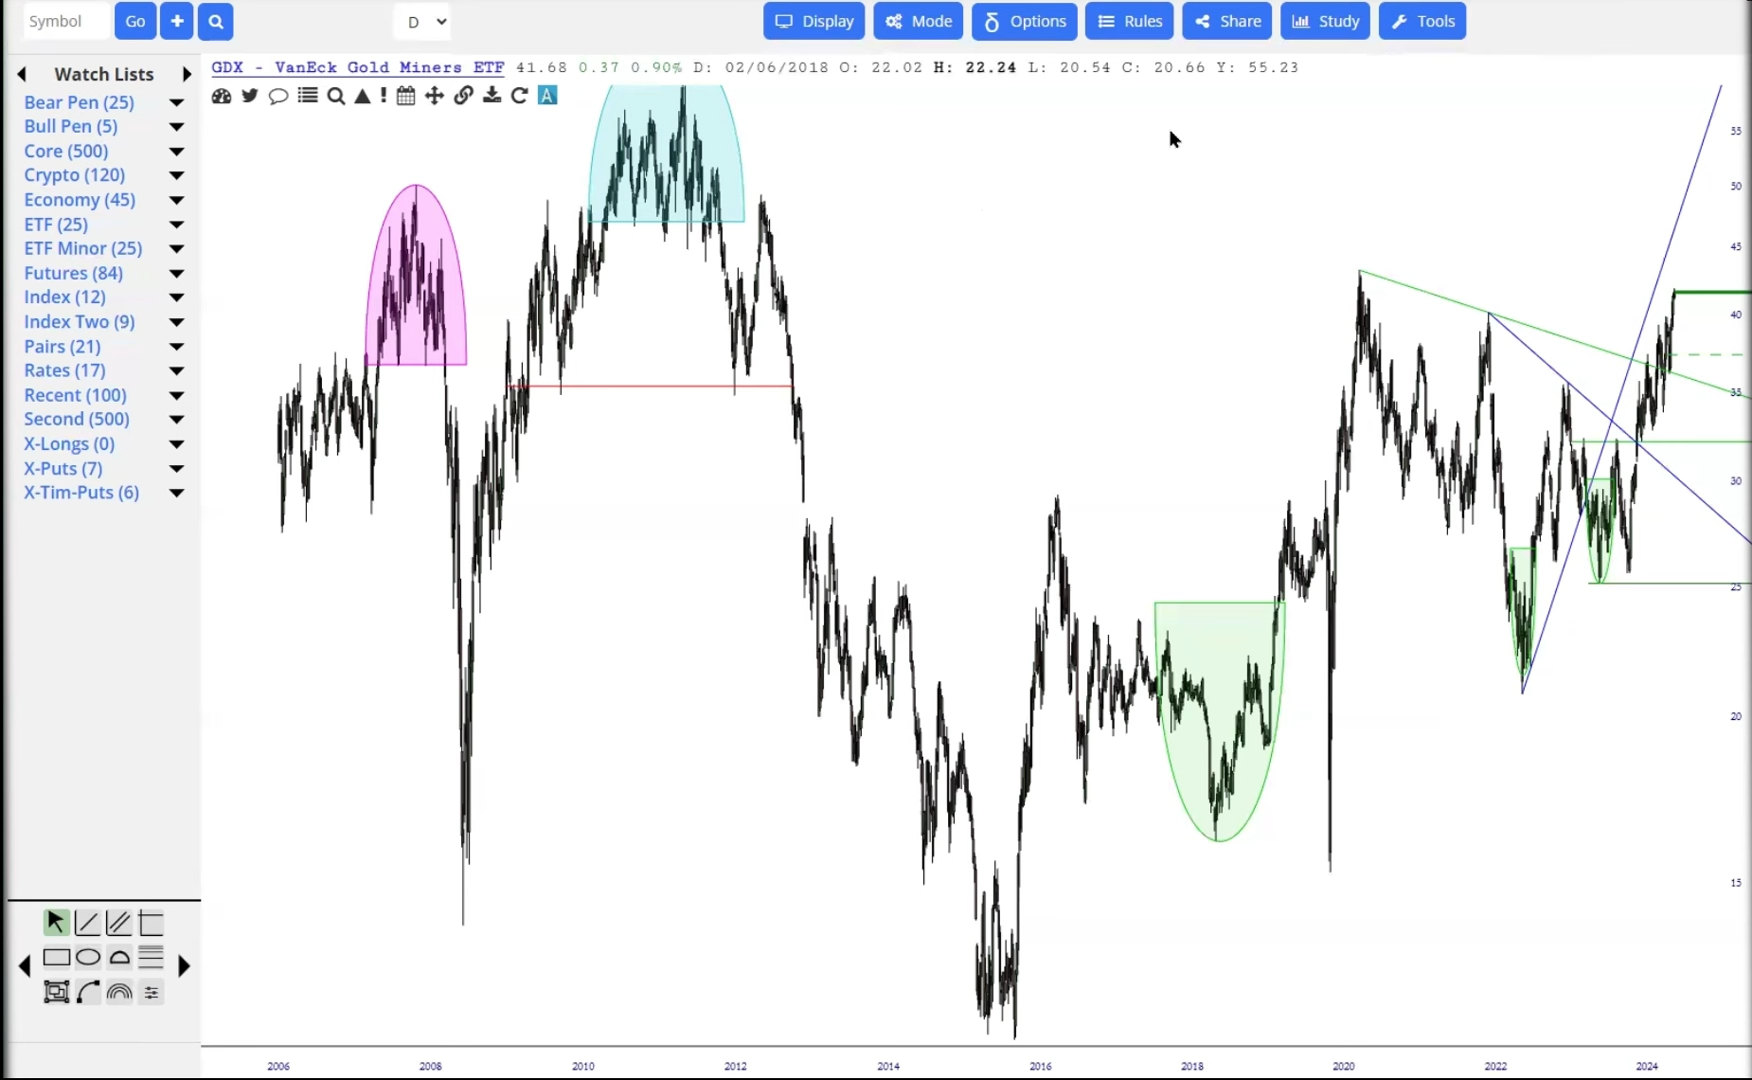 Symbol Go D Display Mode Options Rules Share Study Tools
Watch Lists
Bear Pen (25)
Bull Pen (5)
Core (500)
Crypto (120)
Economy (45)
ETF (25)
ETF Minor (25)
Futures (84)
Index (12)
Index Two (9)
Pairs (21)
Rates (17)
Recent (100)
Second (500)
X-Longs (0)
X-Puts (7)
X-Tim-Puts (6)
GDX - VanEck Gold Miners ETF 41.68 0.37 0.90% D: 02/06/2018 O: 22.02 H: 22.24 L: 20.54 C: 20.66 Y: 55.23
A
55
50
45
40
35
30
25
20
15
2006 2008 2010 2012 2014 2016 2018 2020 2022 2024